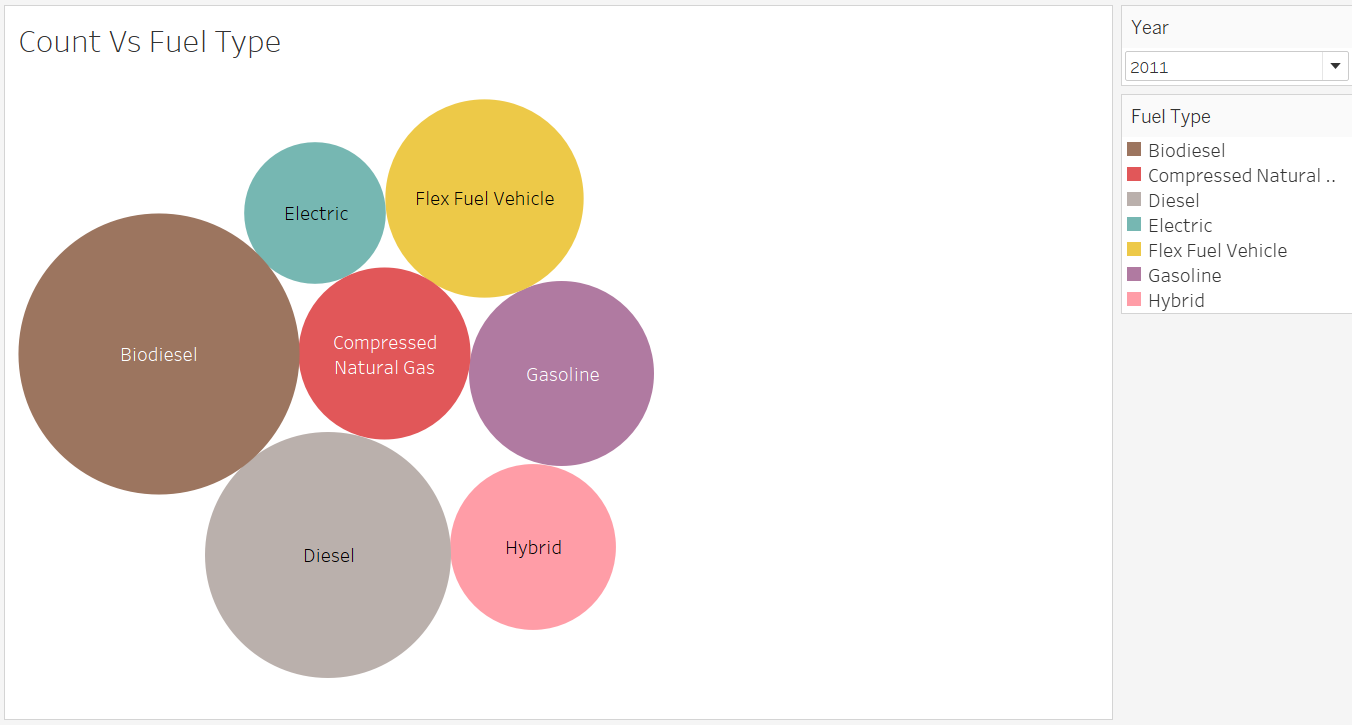 Count Vs Fuel Type
Electric
Flex Fuel Vehicle
Biodiesel
Compressed
Natural Gas
Gasoline
Diesel
Hybrid
Year
2011
Fuel Type
Biodiesel
Compressed Natural ..
Diesel
Electric
Flex Fuel Vehicle
Gasoline
Hybrid